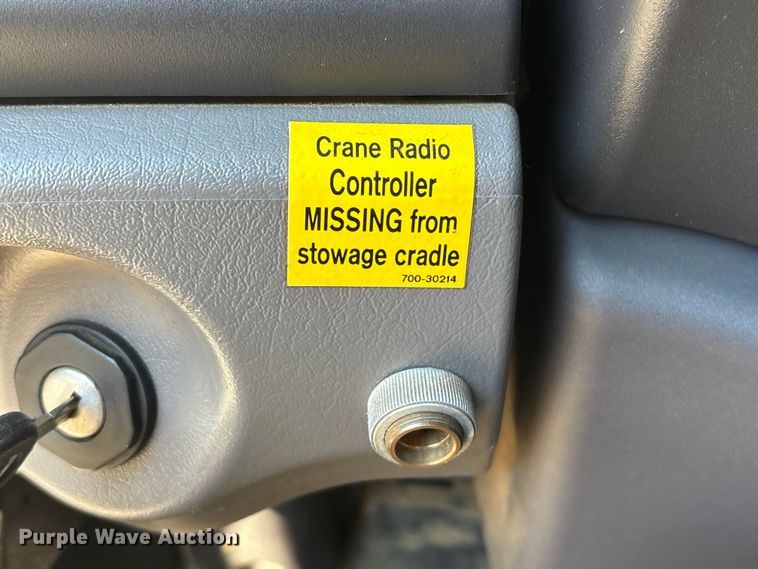 Crane Radio
Controller
MISSING from
stowage cradle
700-30214
Purple Wave Auction